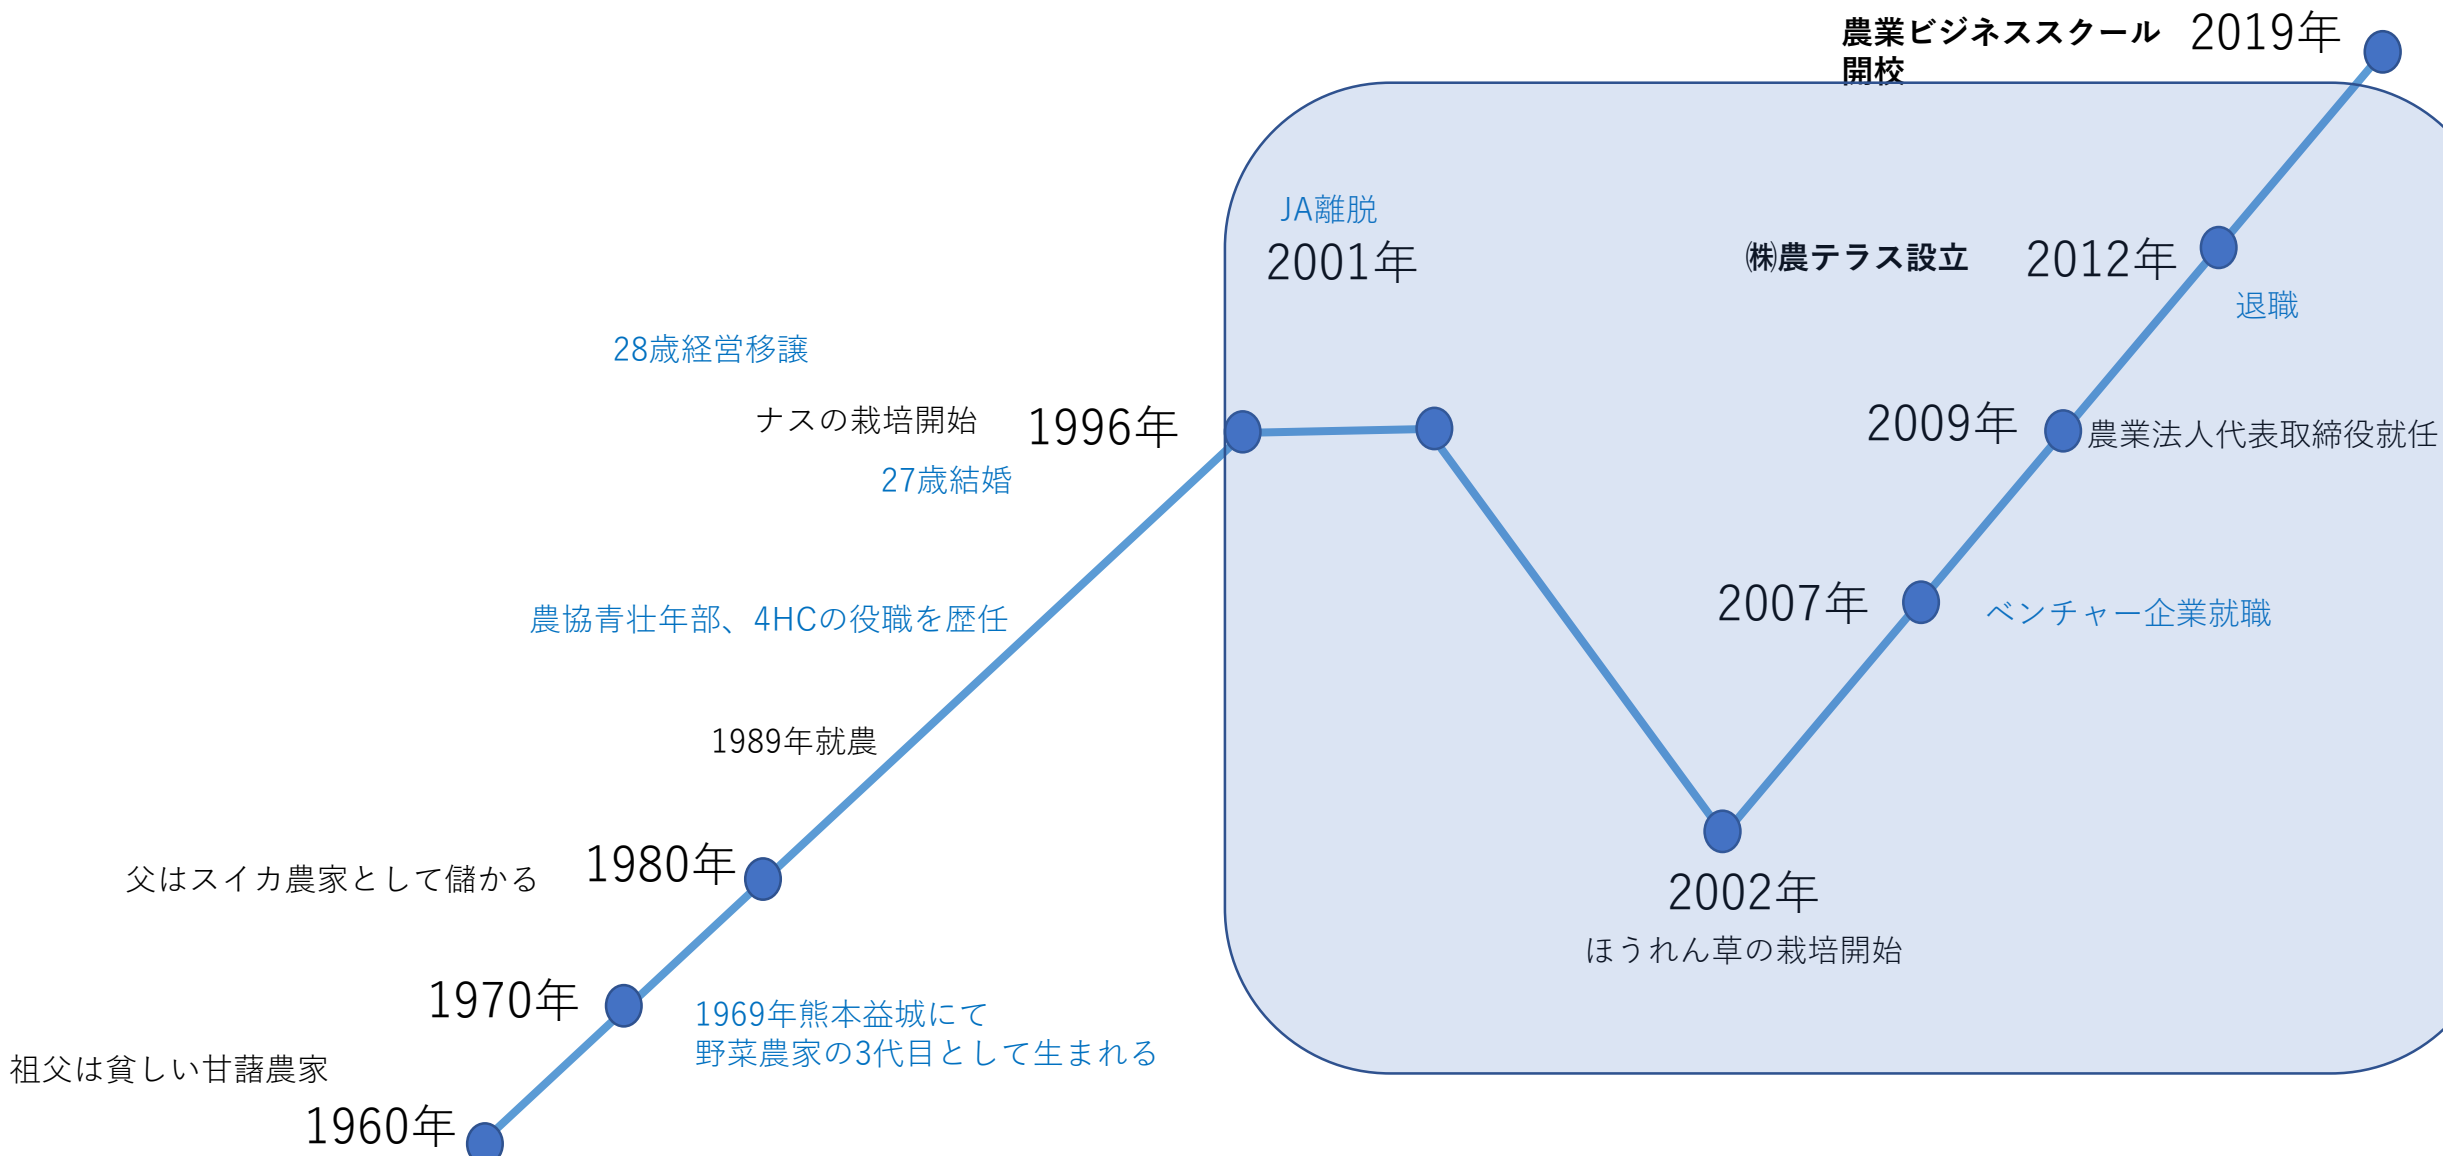 農業ビジネススクール
開校
2019年
JA離脱
2001年
㈱農テラス設立
2012年
退職
28歳経営移譲
ナスの栽培開始
1996年
27歳結婚
2009年
農業法人代表取締役就任
農協青壮年部、4HCの役職を歴任
2007年
ベンチャー企業就職
1989年就農
父はスイカ農家として儲かる
1980年
2002年
ほうれん草の栽培開始
1970年
1969年熊本益城にて
野菜農家の3代目として生まれる
祖父は貧しい甘藷農家
1960年